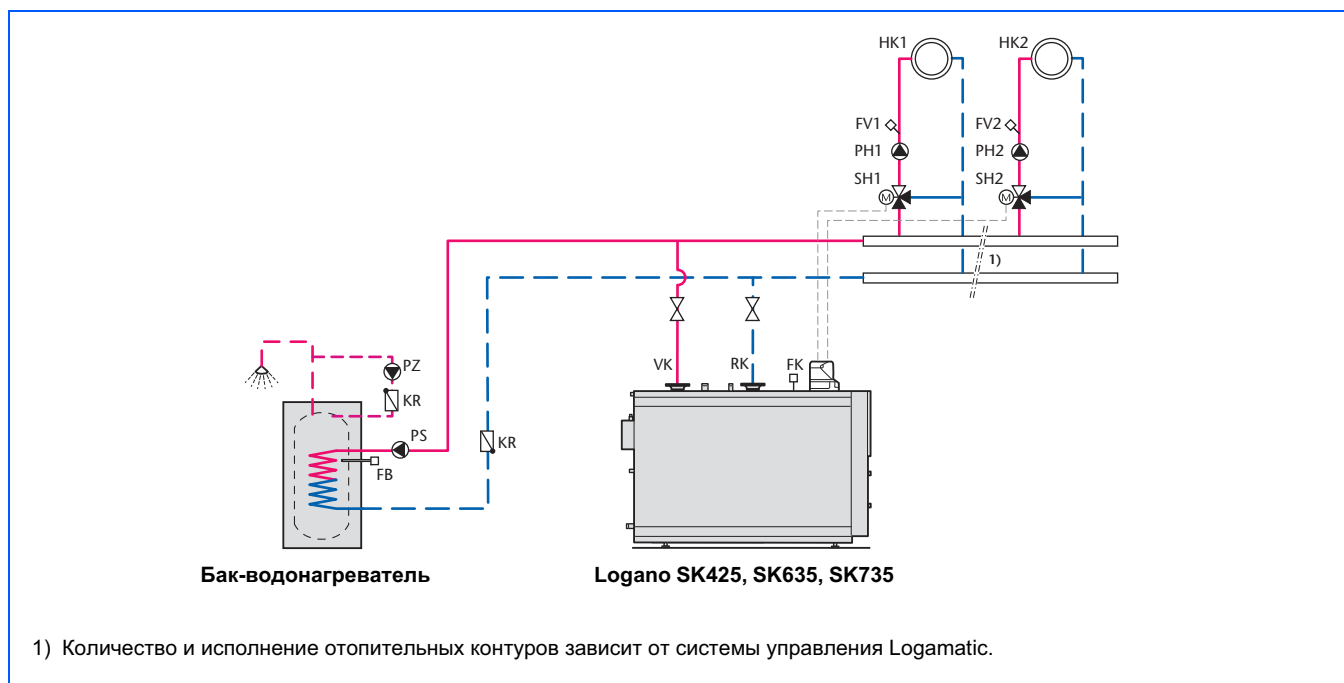 HK1
HK2
FV1
FV2
PH1
PH2
SH1
SH2
M
M
1)
VK
RK
FK
PZ
KR
PS
KR
FB
Бак-водонагреватель
Logano SK425, SK635, SK735
1) Количество и исполнение отопительных контуров зависит от системы управления Logamatic.